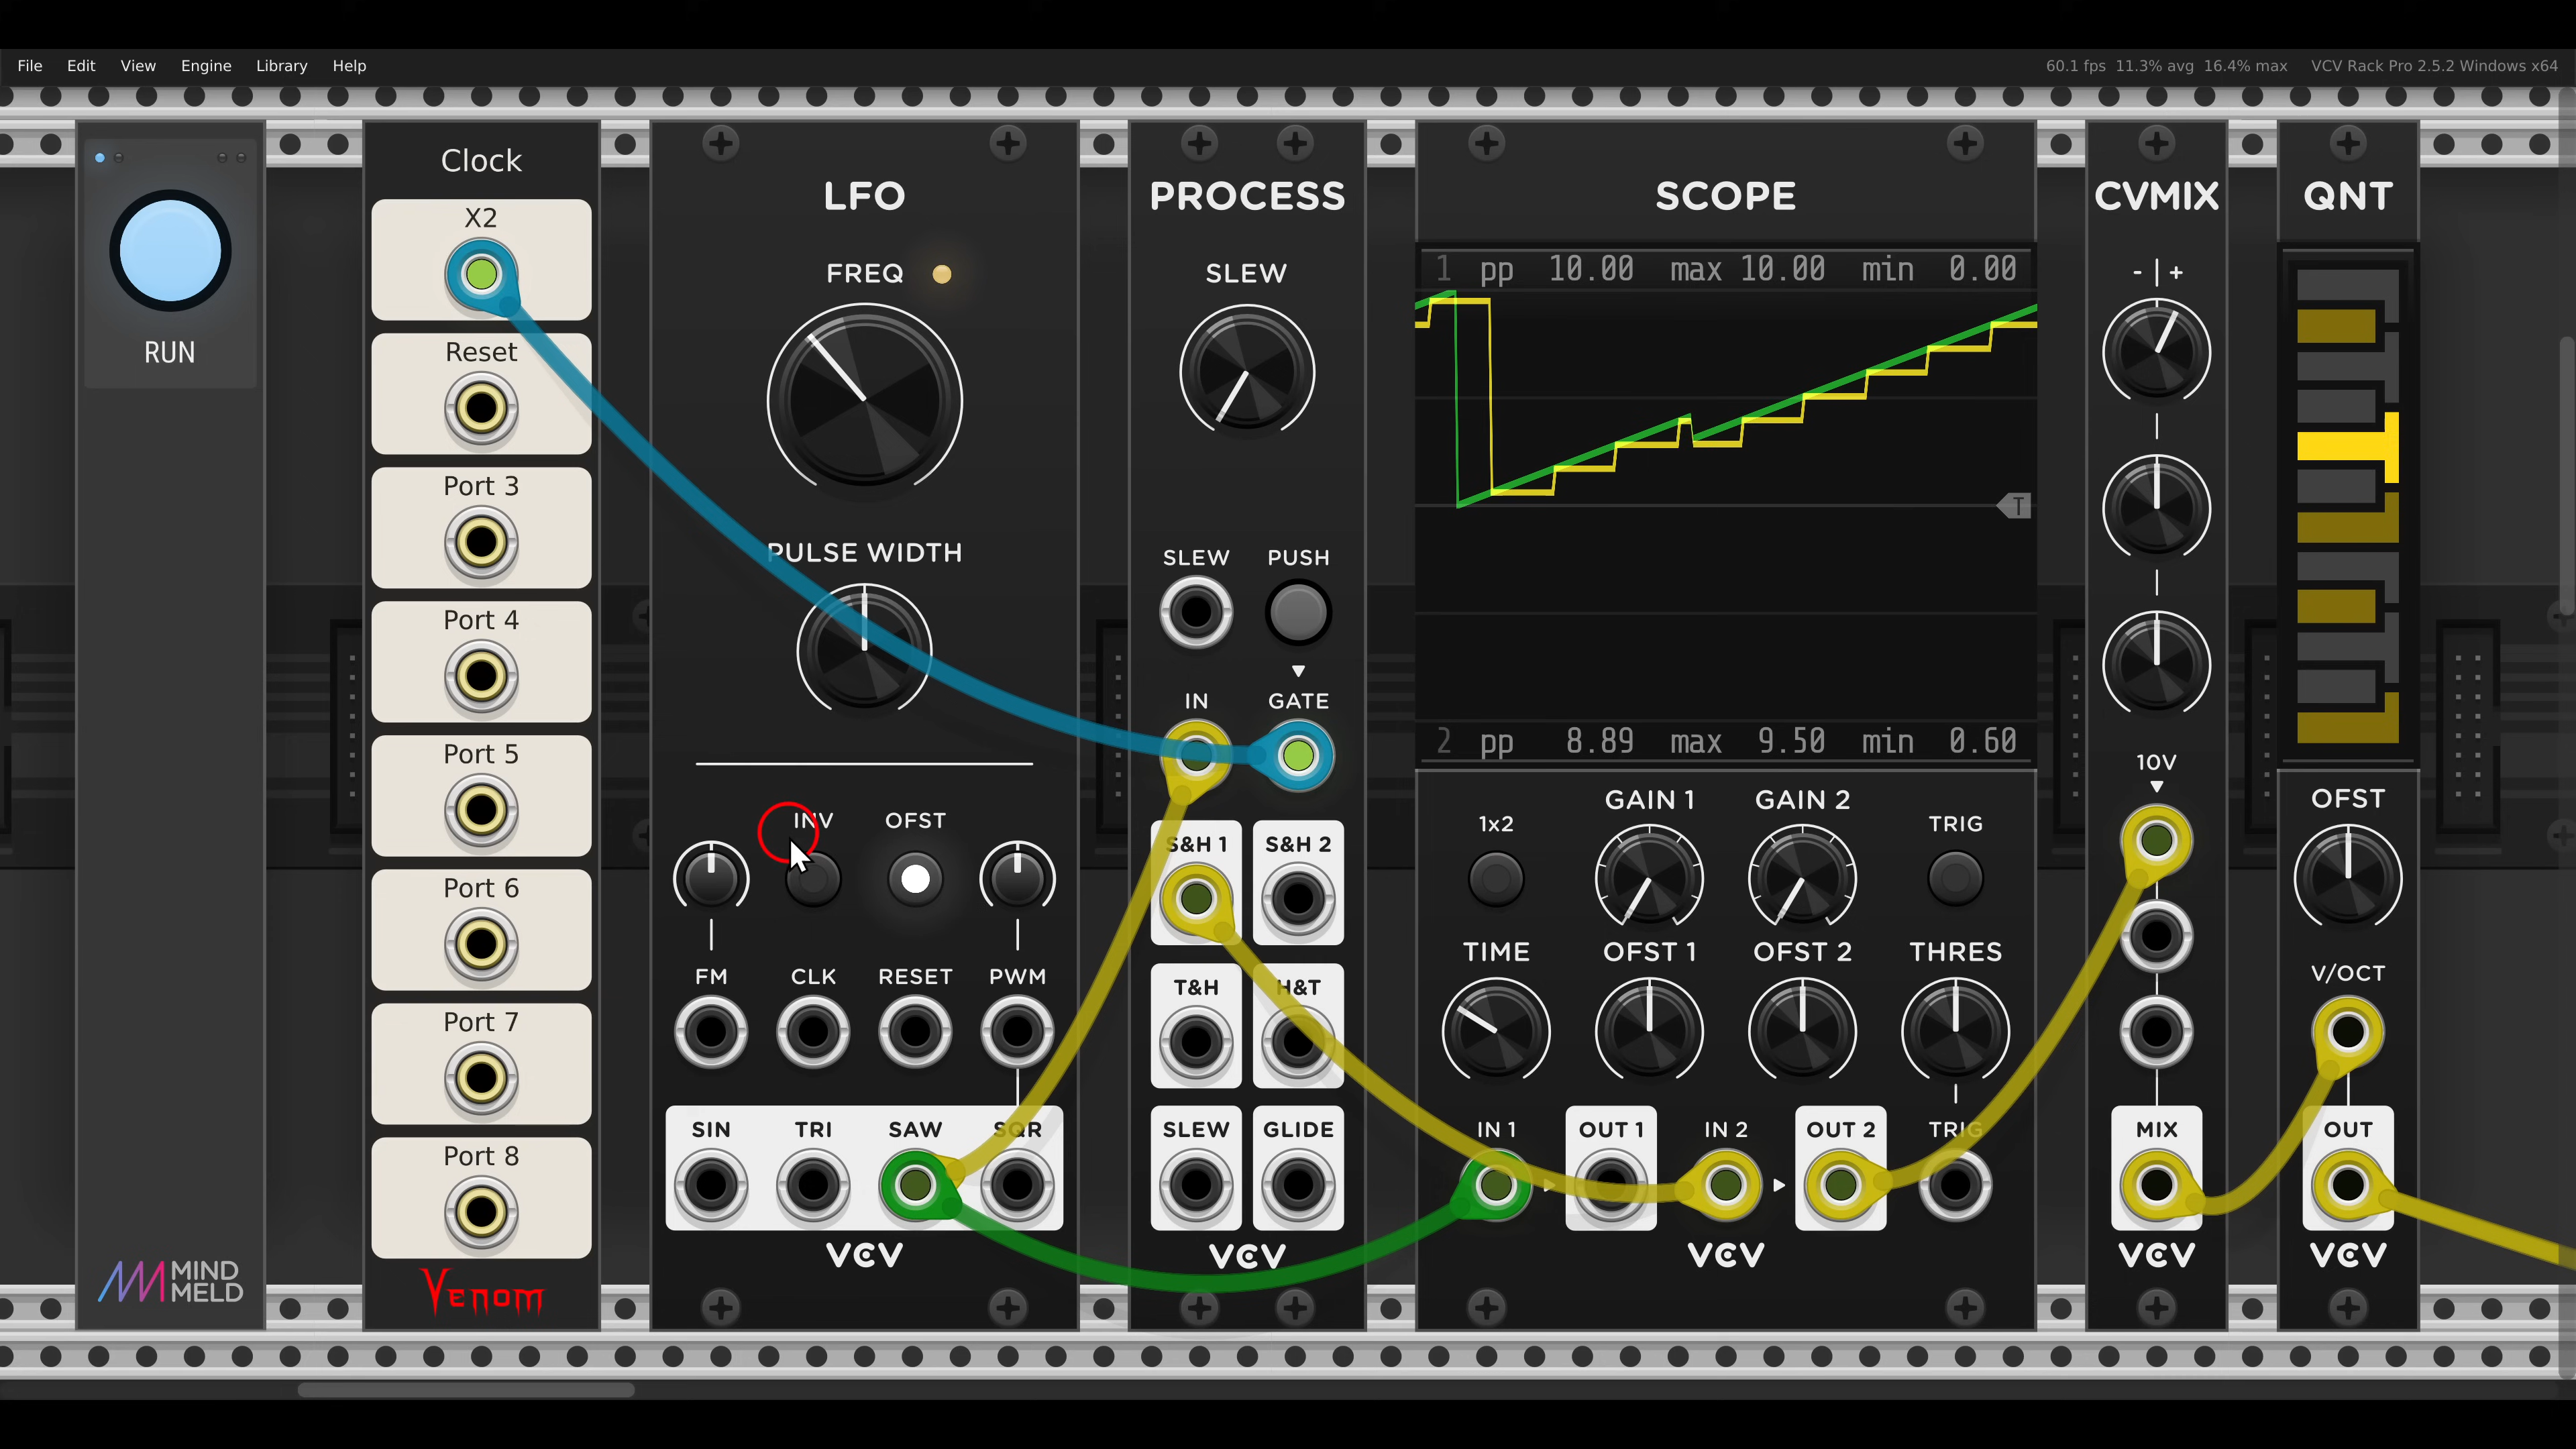 File Edit View Engine Library Help
60.1 fps 11.3% avg 16.4% max VCV Rack Pro 2.5.2 Windows x64
RUN
MIND
MELD
Clock
X2
Reset
Port 3
Port 4
Port 5
Port 6
Port 7
Port 8
VENOM
LFO
FREQ
PULSE WIDTH
INV OFST
FM CLK RESET PWM
SIN TRI SAW SQR
VCV
PROCESS
SLEW
SLEW PUSH
IN GATE
S&H 1 S&H 2
T&H H&T
SLEW GLIDE
VCV
SCOPE
1 pp 10.00 max 10.00 min 0.00
T
2 pp 8.89 max 9.50 min 0.60
1x2 GAIN 1 GAIN 2 TRIG
TIME OFST 1 OFST 2 THRES
IN 1 OUT 1 IN 2 OUT 2 TRIG
VCV
CVMIX
- | +
10V
MIX
VCV
QNT
OFST
V/OCT
OUT
VCV